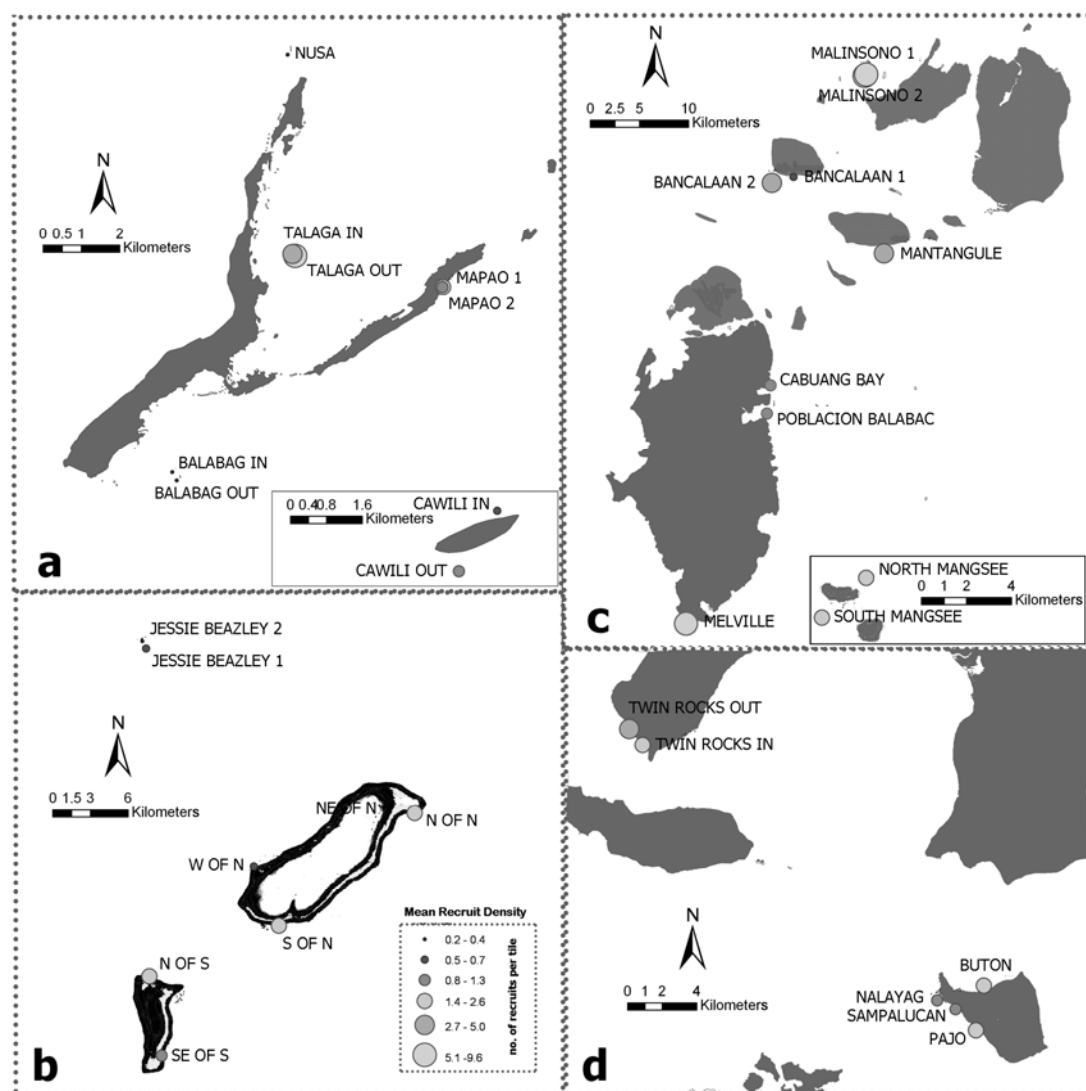 NUSA
N
0 0.5 1 2
Kilometers
TALAGA IN
TALAGA OUT
MAPAO 1
MAPAO 2
BALABAG IN
BALABAG OUT
0 0.4 0.8 1.6
Kilometers
CAWILI IN
CAWILI OUT
a
N
0 2.5 5 10
Kilometers
MALINSONO 1
MALINSONO 2
BANCALAAN 2
BANCALAAN 1
MANTANGULE
CABUANG BAY
POBLACION BALABAC
NORTH MANGSEE
0 1 2 4
Kilometers
SOUTH MANGSEE
MELVILLE
c
JESSIE BEAZLEY 2
JESSIE BEAZLEY 1
N
0 1.5 3 6
Kilometers
NE OF N
N OF N
W OF N
S OF N
N OF S
SE OF S
Mean Recruit Density
0.2 - 0.4
0.5 - 0.7
0.8 - 1.3
1.4 - 2.6
2.7 - 5.0
5.1 - 9.6
no. of recruits per tile
b
TWIN ROCKS OUT
TWIN ROCKS IN
N
0 1 2 4
Kilometers
BUTON
NALAYAG
SAMPALUCAN
PAJO
d